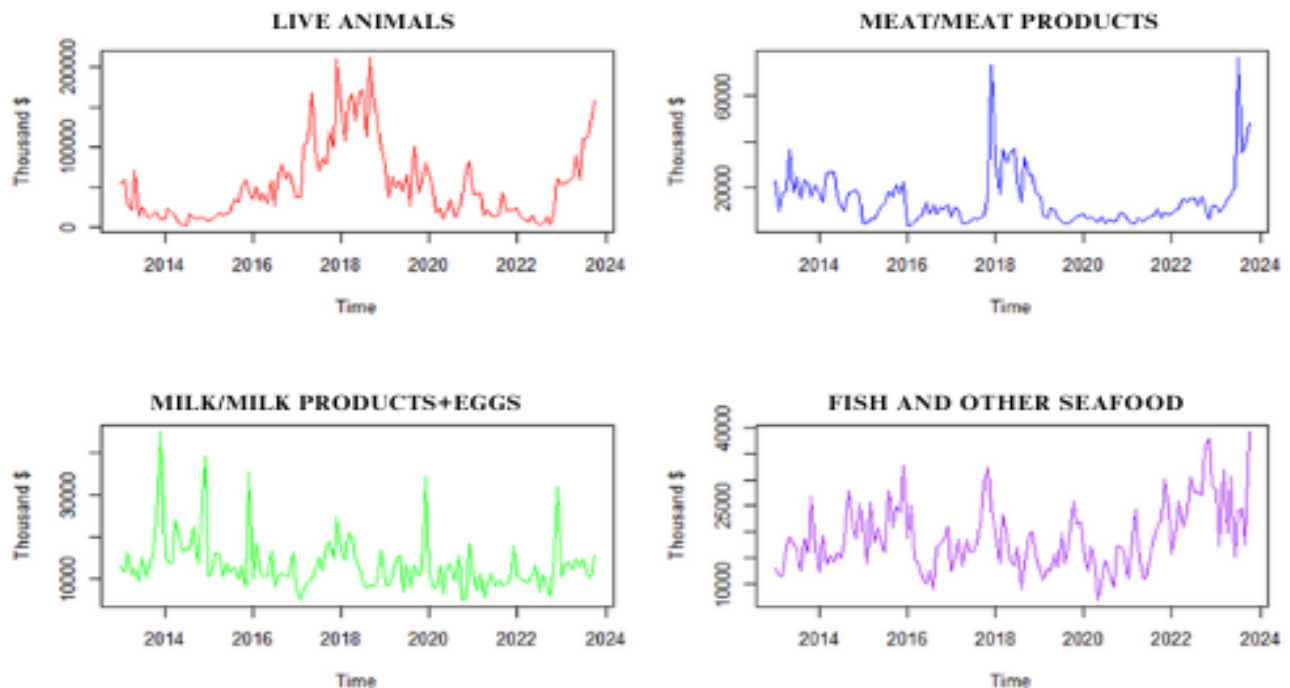 LIVE ANIMALS
Thousand $
0
100000
200000
2014 2016 2018 2020 2022 2024
Time
MEAT/MEAT PRODUCTS
Thousand $
20000
60000
2014 2016 2018 2020 2022 2024
Time
MILK/MILK PRODUCTS+EGGS
Thousand $
10000
30000
2014 2016 2018 2020 2022 2024
Time
FISH AND OTHER SEAFOOD
Thousand $
10000
25000
40000
2014 2016 2018 2020 2022 2024
Time